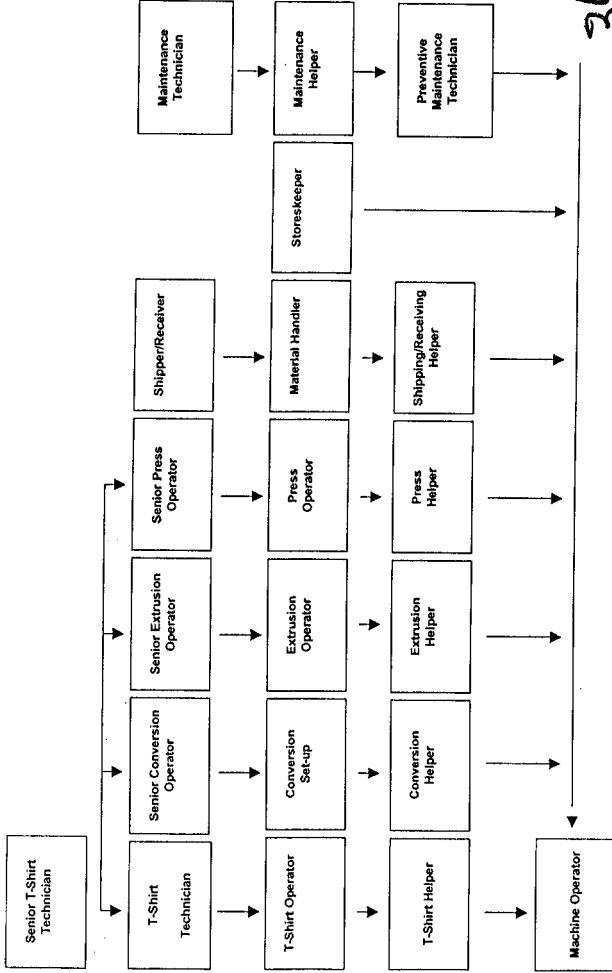 Senior T-Shirt
Technician
T-Shirt
Technician
Senior Conversion
Operator
Senior Extrusion
Operator
Senior Press
Operator
Shipper/Receiver
Maintenance
Technician
T-Shirt Operator
Conversion
Set-up
Extrusion
Operator
Press
Operator
Material Handler
Storeskeeper
Maintenance
Helper
T-Shirt Helper
Conversion
Helper
Extrusion
Helper
Press
Helper
Shipping/Receiving
Helper
Preventive
Maintenance
Technician
Machine Operator